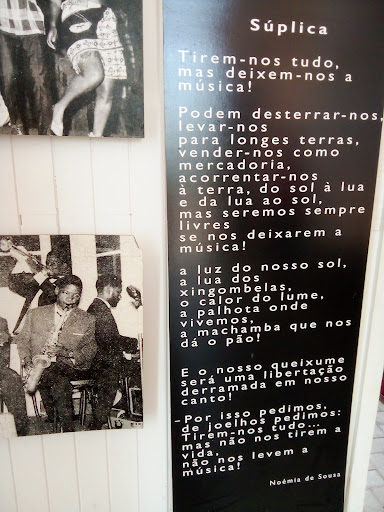 Súplica
Tirem-nos tudo,
mas deixem-nos a
música!
Podem desterrar-nos,
levar-nos
para longes terras,
vender-nos como
mercadoria,
acorrentar-nos
à terra, do sol à lua
e da lua ao sol,
mas seremos sempre
livres
se nos deixarem a
música!
a luz do nosso sol,
a lua dos
xingombelas,
o calor do lume,
a palhota onde
vivemos,
a machamba que nos
dá o pão!
E o nosso queixume
será uma libertação
derramada em nosso
canto!
-Por isso pedimos,
de joelhos pedimos:
Tirem-nos tudo...
mas não nos tirem a
vida,
não nos levem a
música!
Noémia de Sousa